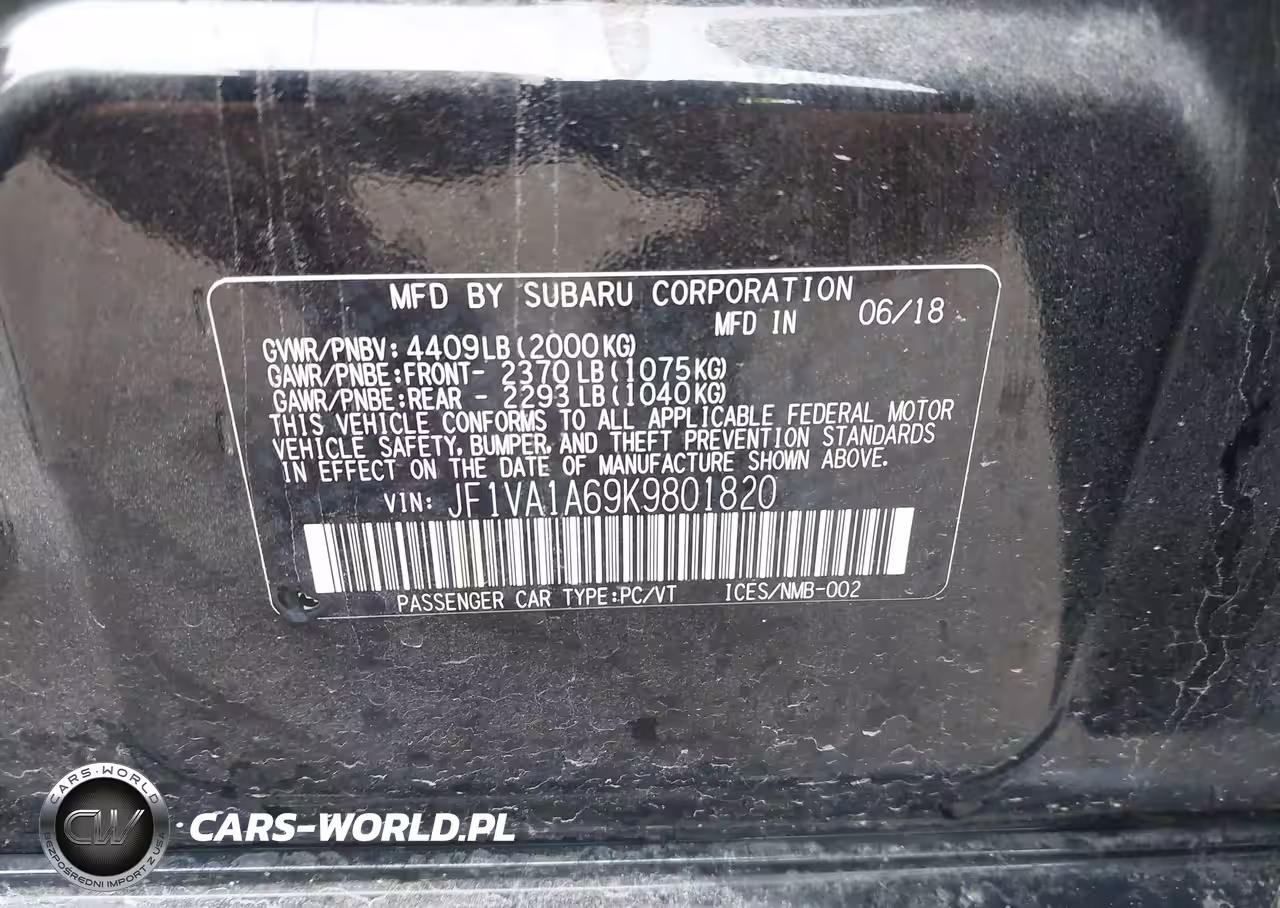 MFD BY SUBARU CORPORATION
MFD IN 06/18
GVWR/PNBV: 4409LB(2000KG)
GAWR/PNBE:FRONT- 2370LB(1075KG)
GAWR/PNBE:REAR - 2293LB(1040KG)
THIS VEHICLE CONFORMS TO ALL APPLICABLE FEDERAL MOTOR
VEHICLE SAFETY, BUMPER, AND THEFT PREVENTION STANDARDS
IN EFFECT ON THE DATE OF MANUFACTURE SHOWN ABOVE.
VIN: JF1VA1A69K9801820
PASSENGER CAR TYPE:PC/VT ICES/NMB-002
CARS-WORLD
CW
BEZPOŚREDNI IMPORT Z USA
CARS-WORLD.PL